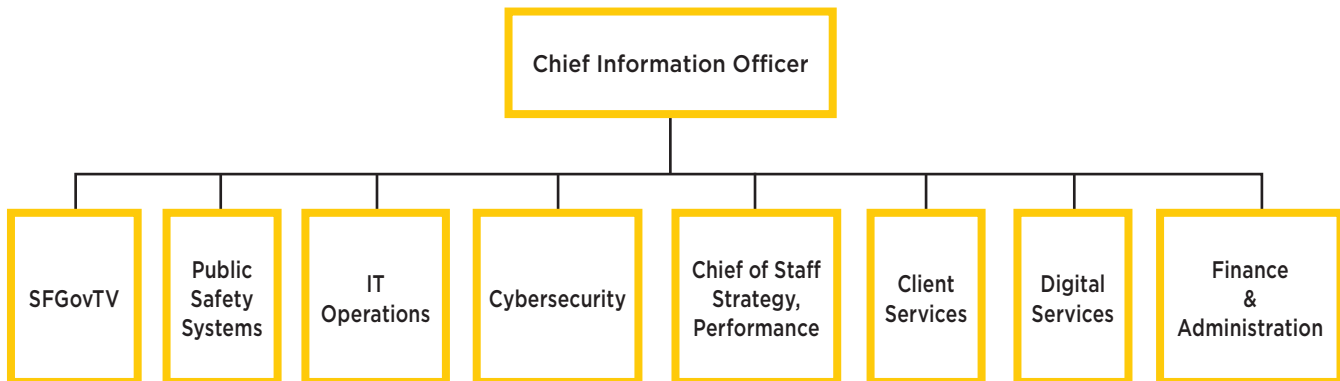 Chief Information Officer
SFGovTV
Public
Safety
Systems
IT
Operations
Cybersecurity
Chief of Staff
Strategy,
Performance
Client
Services
Digital
Services
Finance
&
Administration